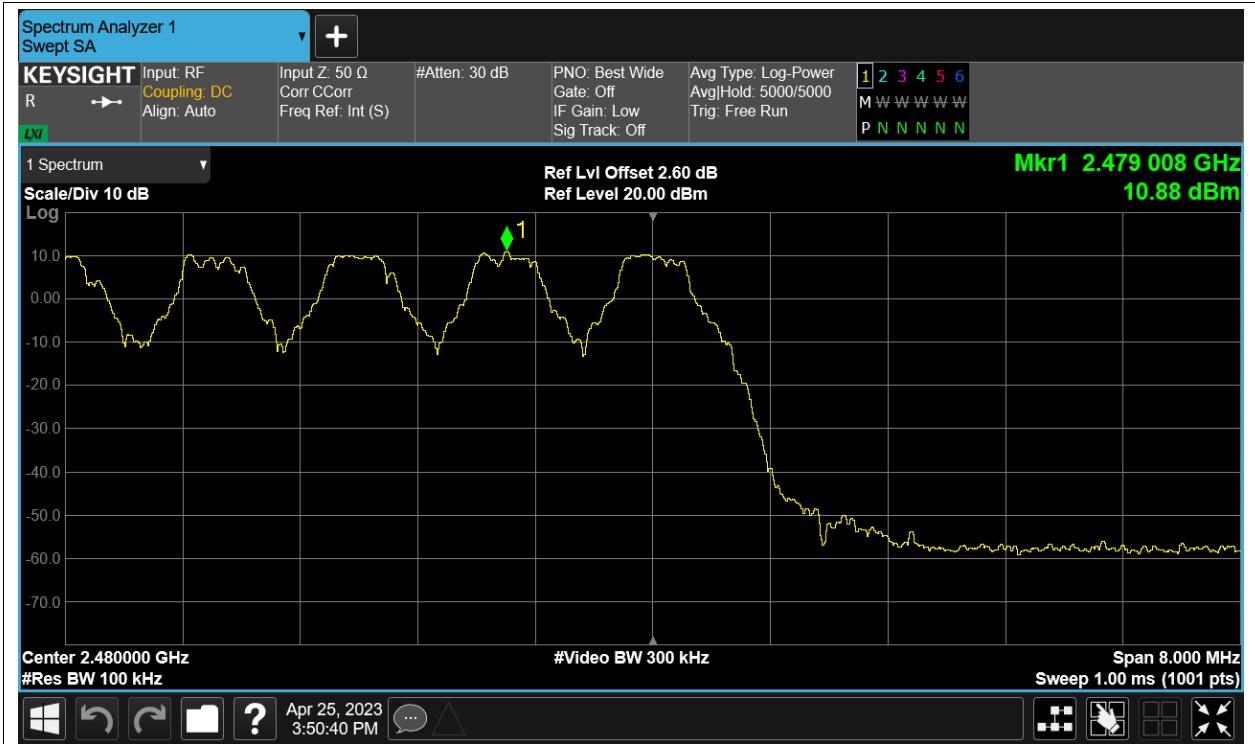 Spectrum Analyzer 1
Swept SA
+
KEYSIGHT
R
LXI
Input: RF
Coupling: DC
Align: Auto
Input Z: 50 Ω
Corr CCorr
Freq Ref: Int (S)
#Atten: 30 dB
PNO: Best Wide
Gate: Off
IF Gain: Low
Sig Track: Off
Avg Type: Log-Power
Avg|Hold: 5000/5000
Trig: Free Run
1 2 3 4 5 6
M W W W W W
P N N N N N
1 Spectrum
Scale/Div 10 dB
Log
Ref Lvl Offset 2.60 dB
Ref Level 20.00 dBm
Mkr1 2.479 008 GHz
10.88 dBm
1
10.0
0.00
-10.0
-20.0
-30.0
-40.0
-50.0
-60.0
-70.0
Center 2.480000 GHz
#Res BW 100 kHz
#Video BW 300 kHz
Span 8.000 MHz
Sweep 1.00 ms (1001 pts)
?
Apr 25, 2023
3:50:40 PM